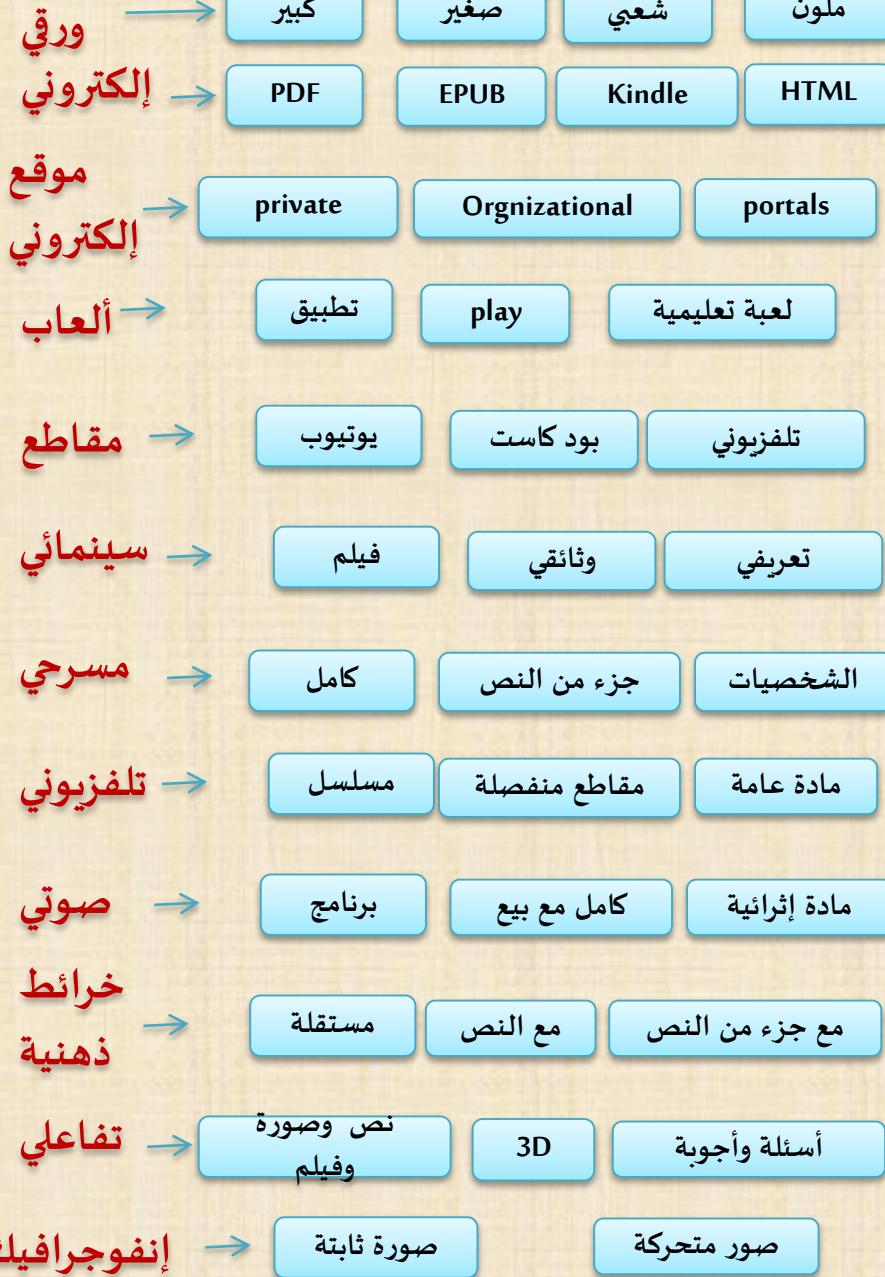 ورقي
كبير
صغير
شعبي
ملون
إلكتروني
PDF
EPUB
Kindle
HTML
موقع
إلكتروني
private
Orgnizational
portals
ألعاب
تطبيق
play
لعبة تعليمية
مقاطع
يوتيوب
بود كاست
تلفزيوني
سينمائي
فيلم
وثائقي
تعريفي
مسرحي
كامل
جزء من النص
الشخصيات
تلفزيوني
مسلسل
مقاطع منفصلة
مادة عامة
صوتي
برنامج
كامل مع بيع
مادة إثرائية
خرائط
ذهنية
مستقلة
مع النص
مع جزء من النص
تفاعلي
نص وصورة
وفيلم
3D
أسئلة وأجوبة
إنفوجرافيك
صورة ثابتة
صور متحركة